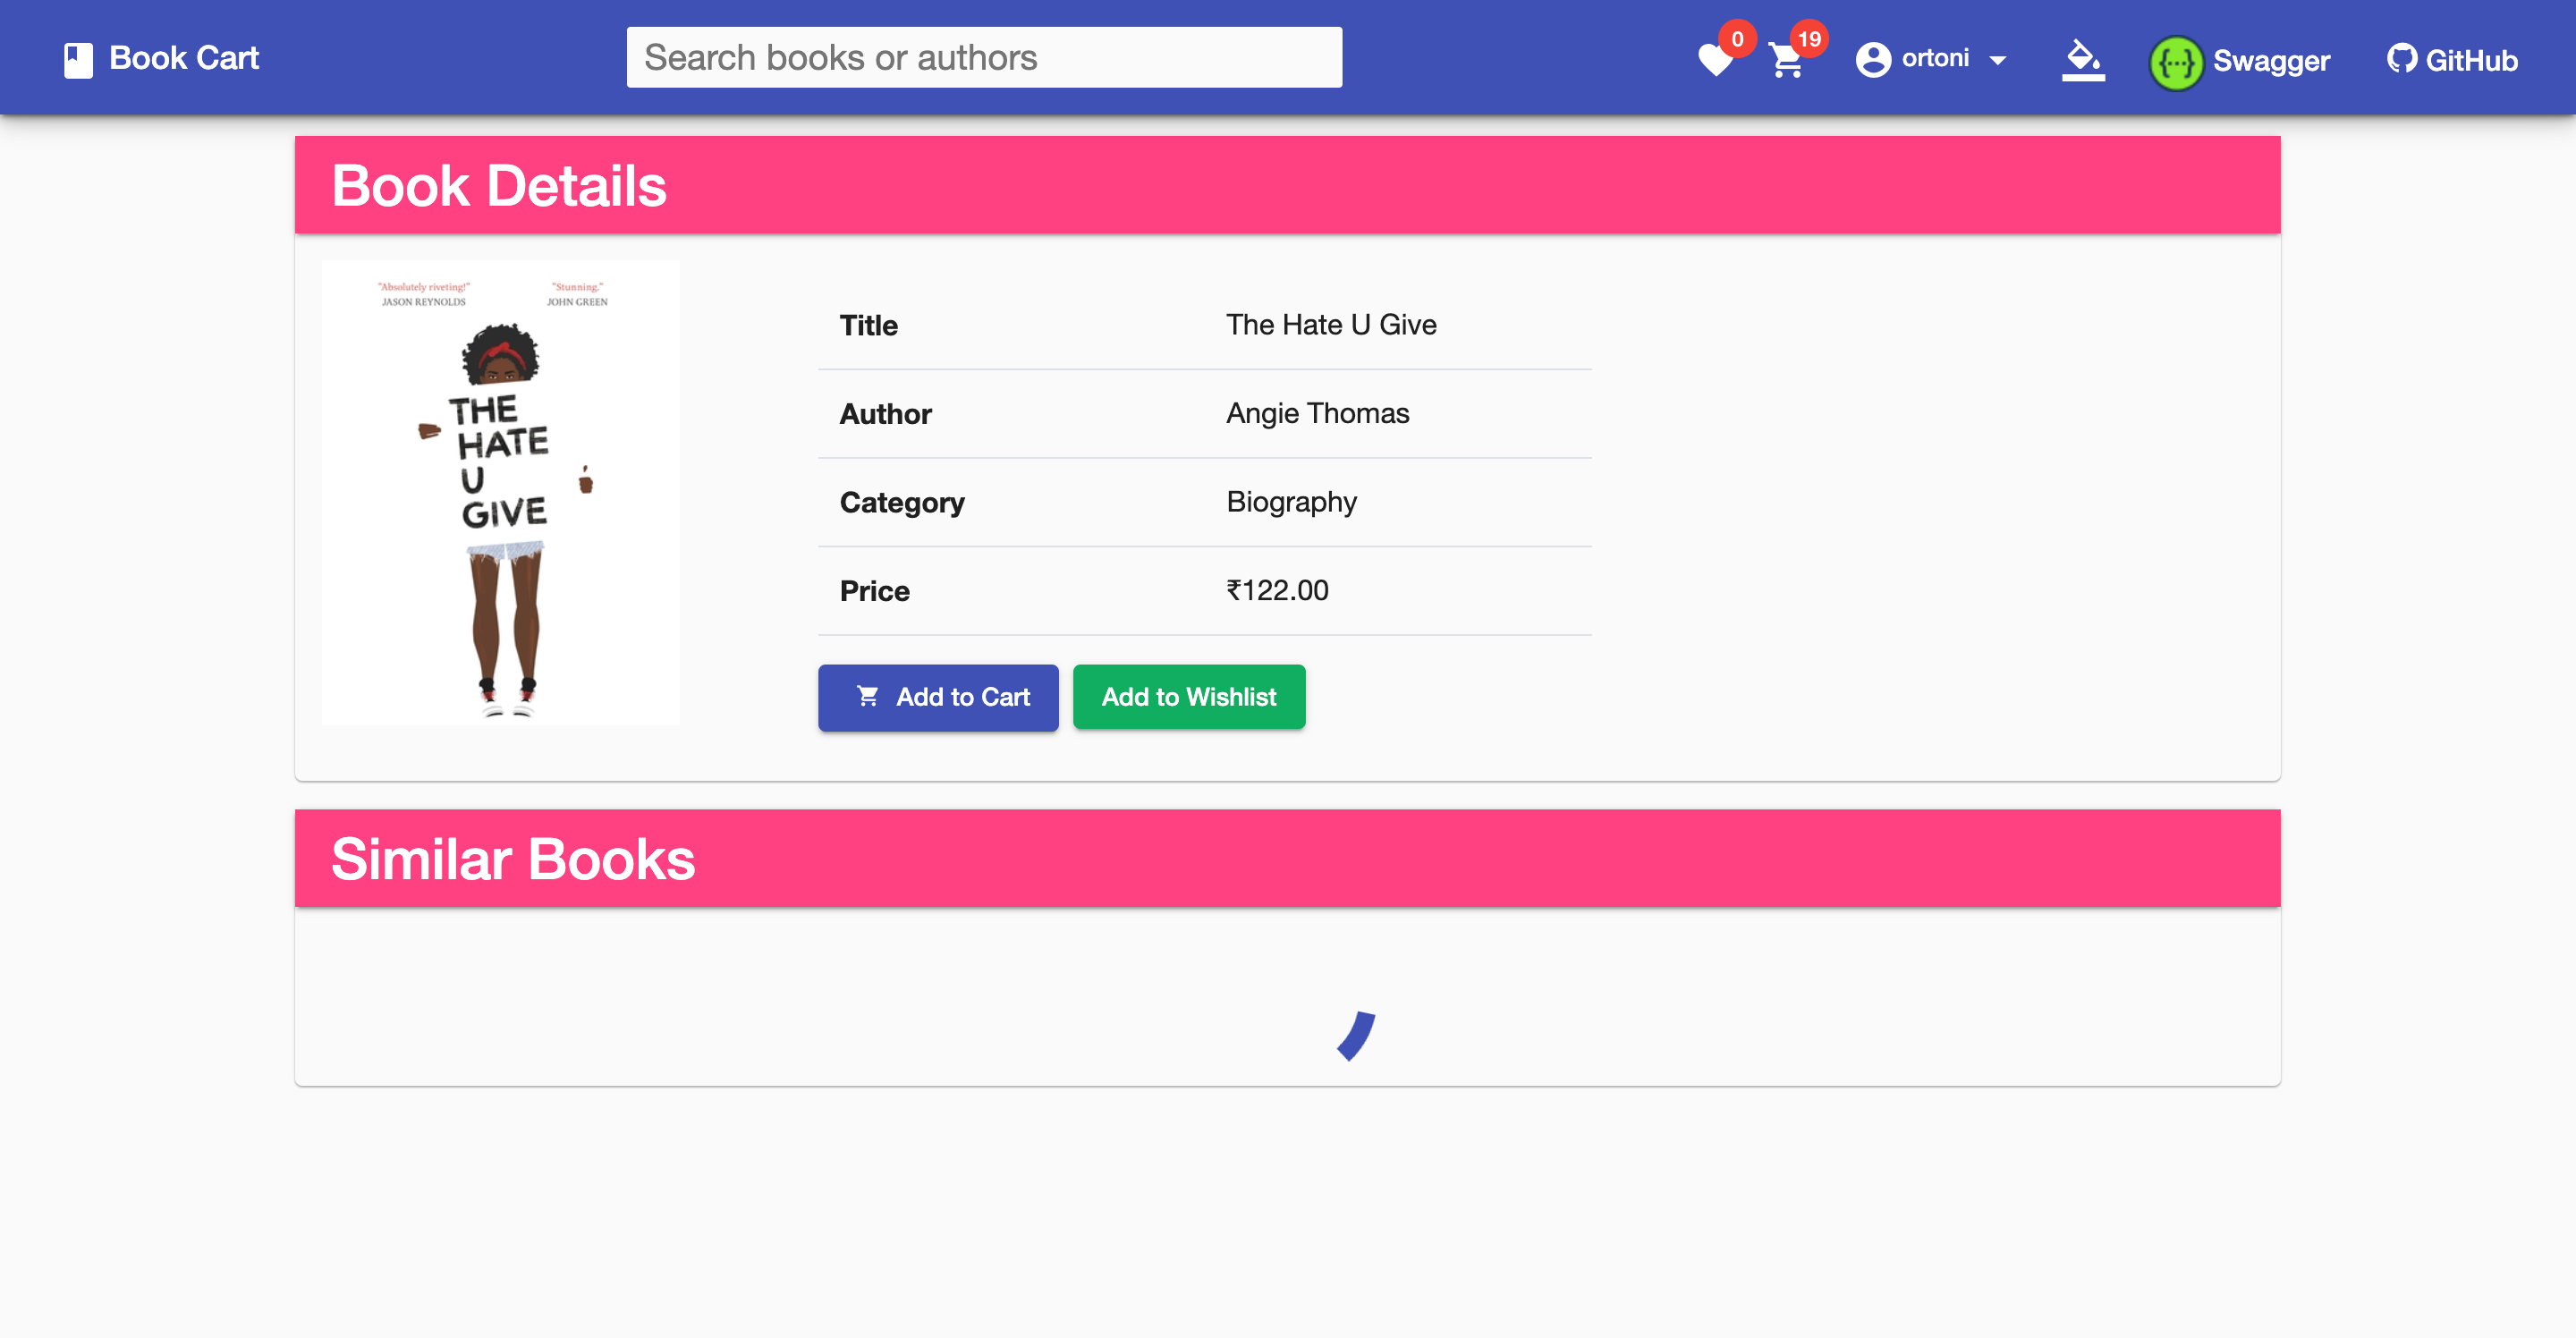 Book Cart
Search books or authors
0
19
ortoni
{···} Swagger
GitHub
Book Details
"Absolutely riveting!"
JASON REYNOLDS
"Stunning."
JOHN GREEN
THE
HATE
U
GIVE
Title The Hate U Give
Author Angie Thomas
Category Biography
Price ₹122.00
Add to Cart
Add to Wishlist
Similar Books